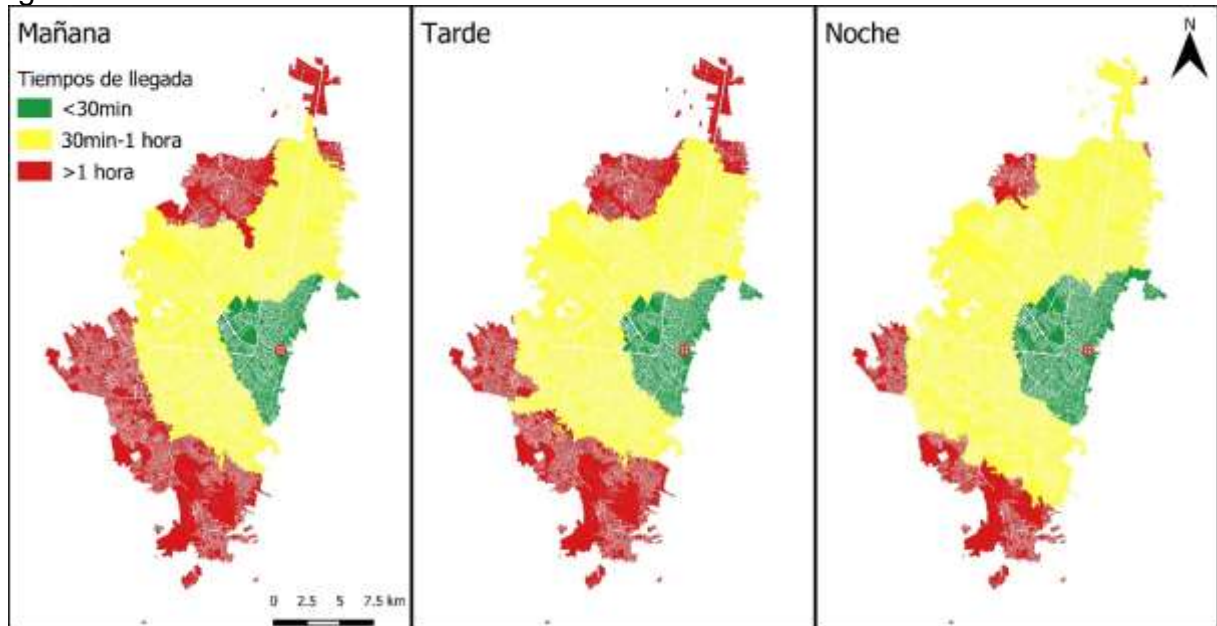 Mañana
Tiempos de llegada
<30min
30min-1 hora
>1 hora
0 2.5 5 7.5 km
Tarde
Noche
N